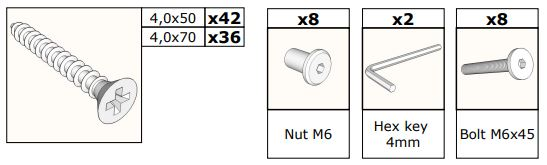 4,0x50 x42
4,0x70 x36
x8 x2 x8
Nut M6
Hex key
4mm
Bolt M6x45